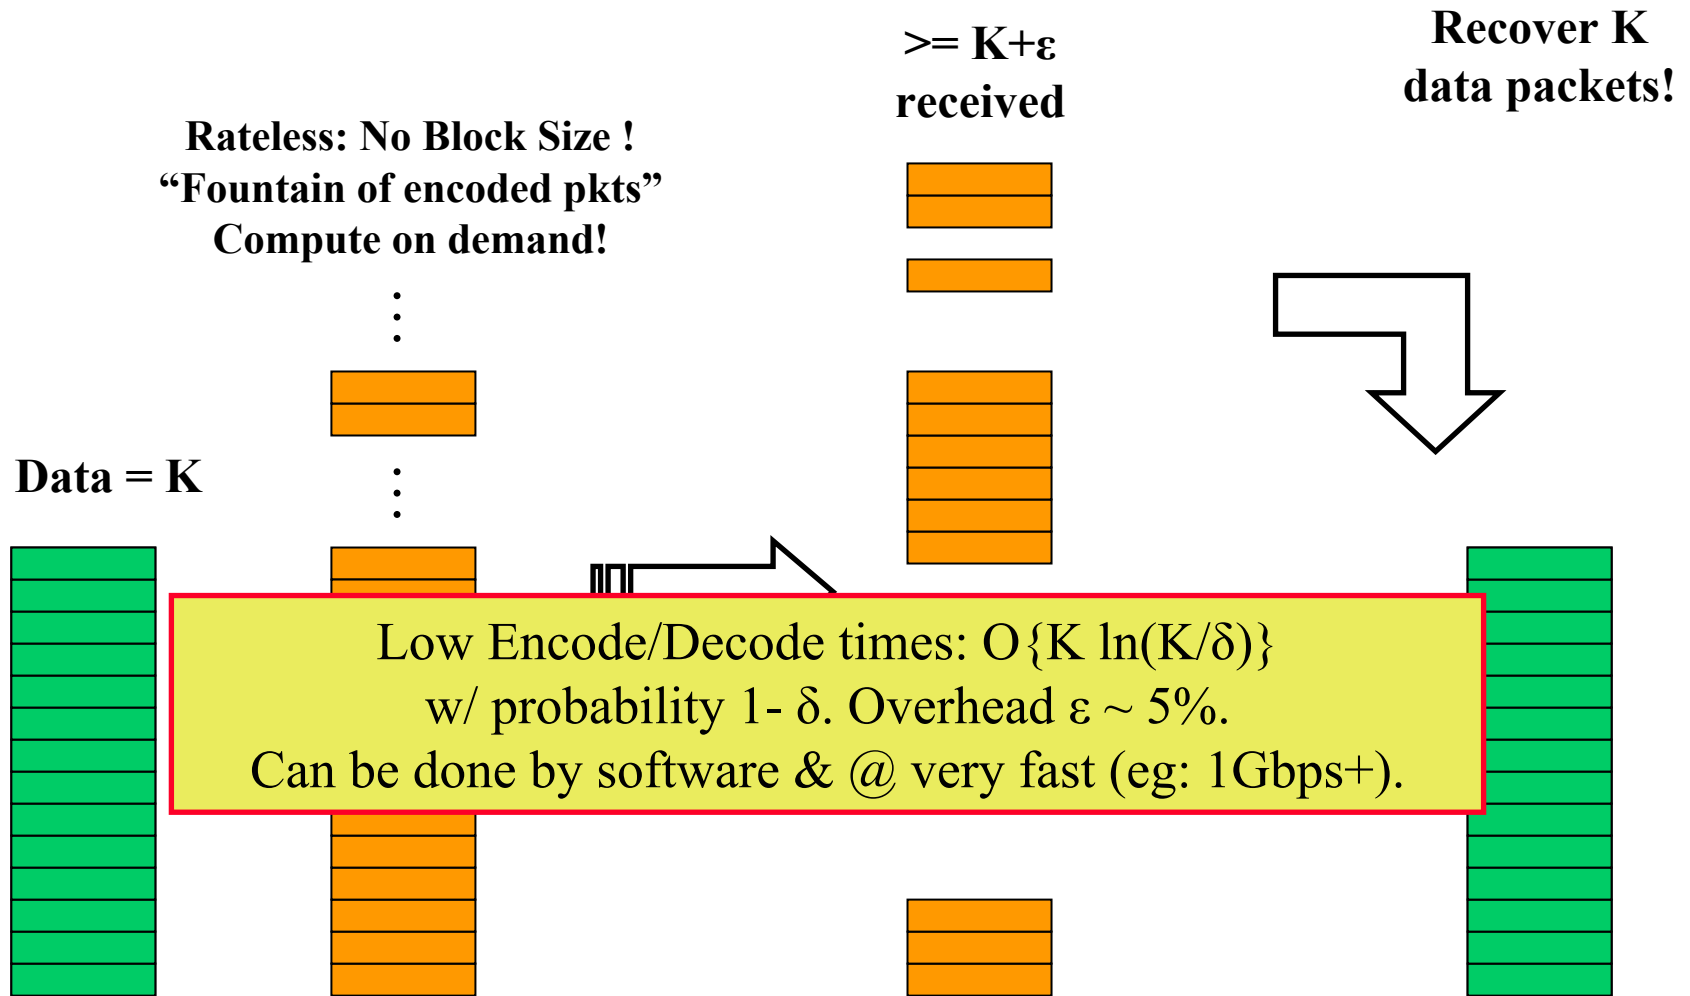 >= K+ε
received
Recover K
data packets!
Rateless: No Block Size !
“Fountain of encoded pkts”
Compute on demand!
Data = K
Low Encode/Decode times: O{K ln(K/δ)}
w/ probability 1- δ. Overhead ε ~ 5%.
Can be done by software & @ very fast (eg: 1Gbps+).